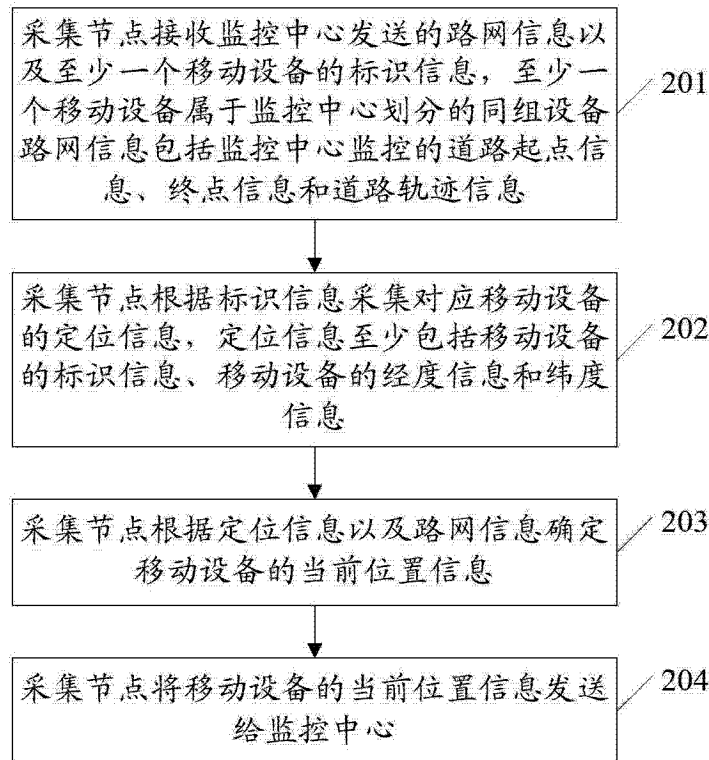 采集节点接收监控中心发送的路网信息以
及至少一个移动设备的标识信息，至少一
个移动设备属于监控中心划分的同组设备
路网信息包括监控中心监控的道路起点信
息、终点信息和道路轨迹信息
201
采集节点根据标识信息采集对应移动设备
的定位信息，定位信息至少包括移动设备
的标识信息、移动设备的经度信息和纬度
信息
202
采集节点根据定位信息以及路网信息确定
移动设备的当前位置信息
203
采集节点将移动设备的当前位置信息发送
给监控中心
204